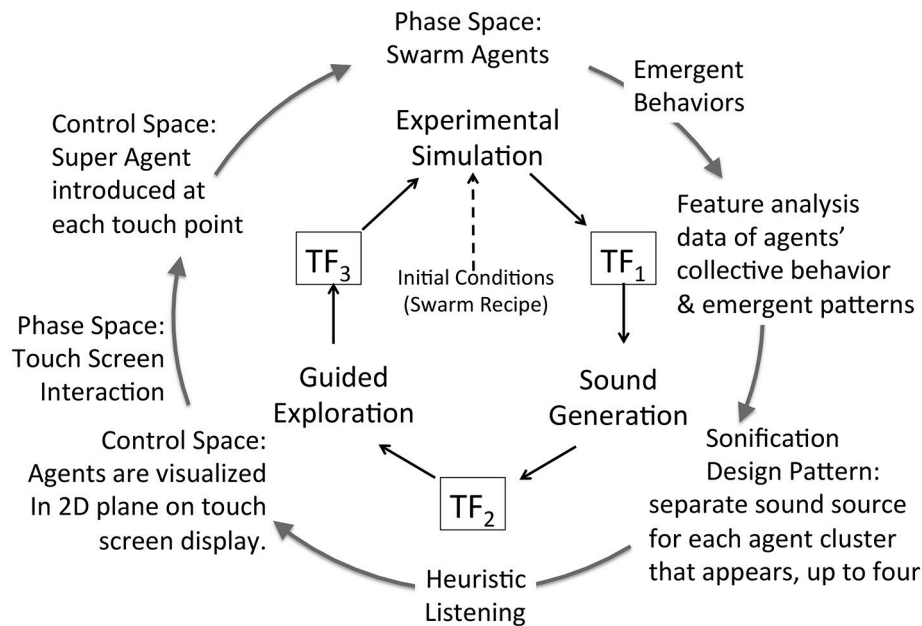 Phase Space:
Swarm Agents
Emergent
Behaviors
Feature analysis
data of agents’
collective behavior
& emergent patterns
Sonification
Design Pattern:
separate sound source
for each agent cluster
that appears, up to four
Heuristic
Listening
Control Space:
Agents are visualized
In 2D plane on touch
screen display.
Phase Space:
Touch Screen
Interaction
Control Space:
Super Agent
introduced at
each touch point
Experimental
Simulation
TF1
Sound
Generation
TF2
Guided
Exploration
TF3
Initial Conditions
(Swarm Recipe)